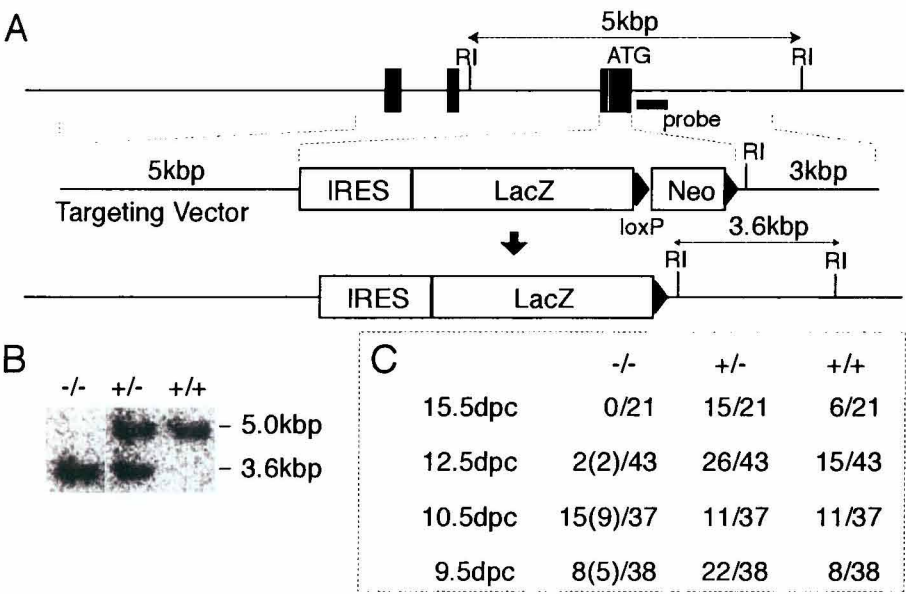 A
5kbp
RI ATG RI
probe
5kbp RI 3kbp
IRES LacZ Neo
Targeting Vector
loxP 3.6kbp
RI RI
IRES LacZ
B
-/- +/- +/+
- 5.0kbp
- 3.6kbp
C -/- +/- +/+
15.5dpc 0/21 15/21 6/21
12.5dpc 2(2)/43 26/43 15/43
10.5dpc 15(9)/37 11/37 11/37
9.5dpc 8(5)/38 22/38 8/38